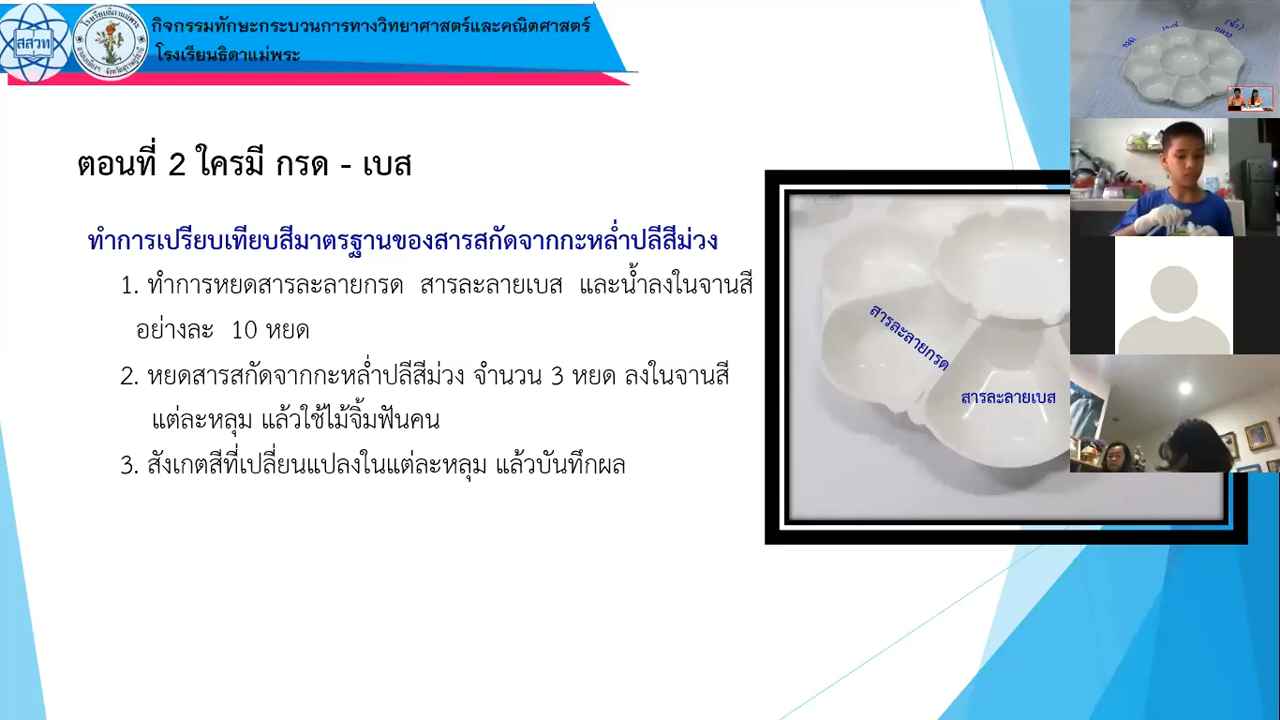 สสวท
กิจกรรมทักษะกระบวนการทางวิทยาศาสตร์และคณิตศาสตร์
โรงเรียนธิดาแม่พระ
ตอนที่ 2 ใครมี กรด - เบส
ทำการเปรียบเทียบสีมาตรฐานของสารสกัดจากกะหล่ำปลีสีม่วง
1. ทำการหยดสารละลายกรด สารละลายเบส และน้ำลงในจานสี
อย่างละ 10 หยด
2. หยดสารสกัดจากกะหล่ำปลีสีม่วง จำนวน 3 หยด ลงในจานสี
แต่ละหลุม แล้วใช้ไม้จิ้มฟันคน
3. สังเกตสีที่เปลี่ยนแปลงในแต่ละหลุม แล้วบันทึกผล
สารละลายกรด
สารละลายเบส